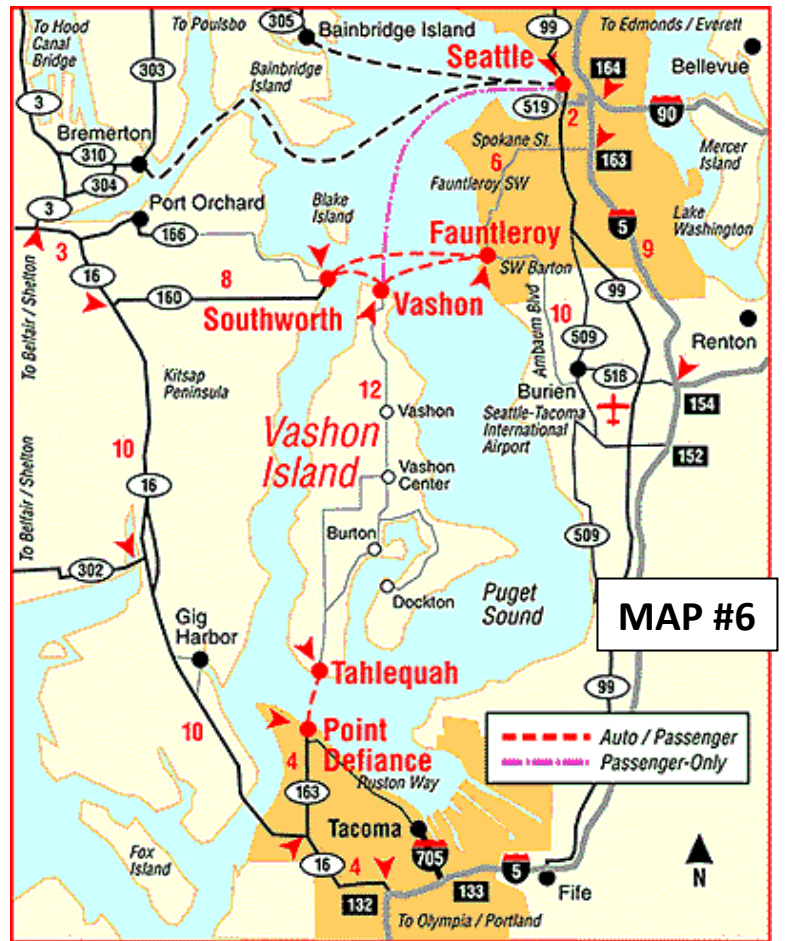 To Hood
Canal
Bridge
To Poulsbo
305
Bainbridge Island
99
To Edmonds / Everett
303
Bainbridge
Island
Seattle
164
Bellevue
3
519
2
90
Bremerton
Spokane St.
163
Mercer
Island
310
6
304
Blake
Island
Fauntleroy SW
3
Port Orchard
Lake
Washington
3
166
Fauntleroy
5
9
16
8
SW Barton
To Belfair / Shelton
160
Southworth
Vashon
99
Ambaum Blvd
10
509
Renton
Kitsap
Peninsula
12
Burien
518
Vashon
Seattle-Tacoma
International
Airport
154
Vashon
Island
10
152
Vashon
Center
16
To Belfair / Shelton
Burton
509
302
Dockton
Puget
Sound
MAP #6
Gig
Harbor
Tahlequah
99
10
Point
Defiance
Auto / Passenger
Passenger-Only
4
Ruston Way
163
Tacoma
705
Fox
Island
16
4
5
N
132
133
Fife
To Olympia / Portland